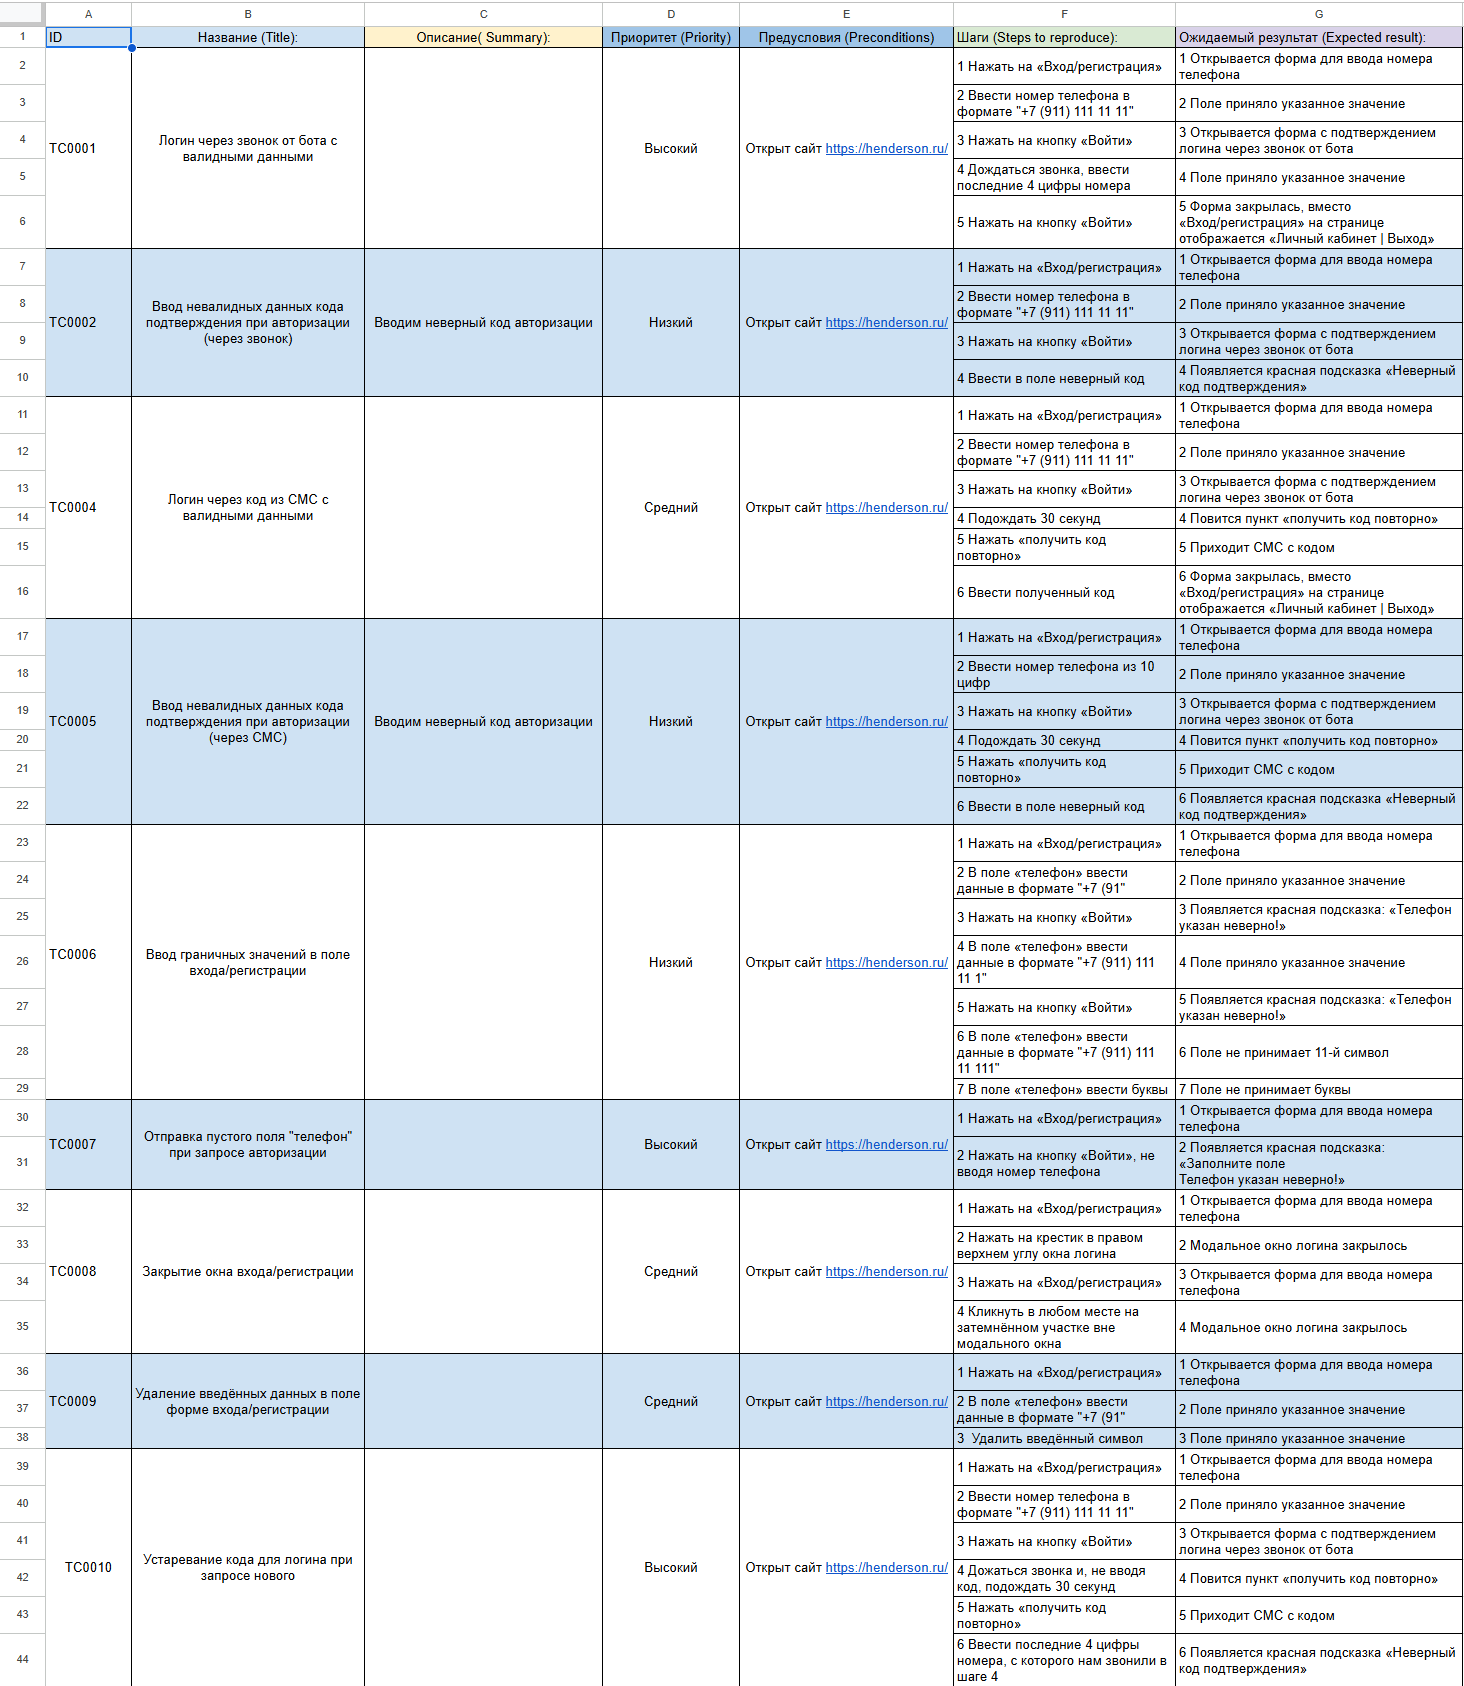 A B C D E F G
1 ID Название (Title): Описание( Summary): Приоритет (Priority) Предусловия (Preconditions) Шаги (Steps to reproduce): Ожидаемый результат (Expected result):
TC0001
Логин через звонок от бота с
валидными данными
Высокий
Открыт сайт https://henderson.ru/
2
1 Нажать на «Вход/регистрация»
1 Открывается форма для ввода номера
телефона
3
2 Ввести номер телефона в
формате "+7 (911) 111 11 11"
2 Поле приняло указанное значение
4
3 Нажать на кнопку «Войти»
3 Открывается форма с подтверждением
логина через звонок от бота
5
4 Дождаться звонка, ввести
последние 4 цифры номера
4 Поле приняло указанное значение
6
5 Нажать на кнопку «Войти»
5 Форма закрылась, вместо
«Вход/регистрация» на странице
отображается «Личный кабинет | Выход»
TC0002
Ввод невалидных данных кода
подтверждения при авторизации
(через звонок)
Вводим неверный код авторизации
Низкий
Открыт сайт https://henderson.ru/
7
1 Нажать на «Вход/регистрация»
1 Открывается форма для ввода номера
телефона
8
2 Ввести номер телефона в
формате "+7 (911) 111 11 11"
2 Поле приняло указанное значение
9
3 Нажать на кнопку «Войти»
3 Открывается форма с подтверждением
логина через звонок от бота
10
4 Ввести в поле неверный код
4 Появляется красная подсказка «Неверный
код подтверждения»
TC0004
Логин через код из СМС с
валидными данными
Средний
Открыт сайт https://henderson.ru/
11
1 Нажать на «Вход/регистрация»
1 Открывается форма для ввода номера
телефона
12
2 Ввести номер телефона в
формате "+7 (911) 111 11 11"
2 Поле приняло указанное значение
13
3 Нажать на кнопку «Войти»
3 Открывается форма с подтверждением
логина через звонок от бота
14
4 Подождать 30 секунд
4 Повится пункт «получить код повторно»
15
5 Нажать «получить код
повторно»
5 Приходит СМС с кодом
16
6 Ввести полученный код
6 Форма закрылась, вместо
«Вход/регистрация» на странице
отображается «Личный кабинет | Выход»
TC0005
Ввод невалидных данных кода
подтверждения при авторизации
(через СМС)
Вводим неверный код авторизации
Низкий
Открыт сайт https://henderson.ru/
17
1 Нажать на «Вход/регистрация»
1 Открывается форма для ввода номера
телефона
18
2 Ввести номер телефона из 10
цифр
2 Поле приняло указанное значение
19
3 Нажать на кнопку «Войти»
3 Открывается форма с подтверждением
логина через звонок от бота
20
4 Подождать 30 секунд
4 Повится пункт «получить код повторно»
21
5 Нажать «получить код
повторно»
5 Приходит СМС с кодом
22
6 Ввести в поле неверный код
6 Появляется красная подсказка «Неверный
код подтверждения»
TC0006
Ввод граничных значений в поле
входа/регистрации
Низкий
Открыт сайт https://henderson.ru/
23
1 Нажать на «Вход/регистрация»
1 Открывается форма для ввода номера
телефона
24
2 В поле «телефон» ввести
данные в формате "+7 (91"
2 Поле приняло указанное значение
25
3 Нажать на кнопку «Войти»
3 Появляется красная подсказка: «Телефон
указан неверно!»
26
4 В поле «телефон» ввести
данные в формате "+7 (911) 111
11 1"
4 Поле приняло указанное значение
27
5 Нажать на кнопку «Войти»
5 Появляется красная подсказка: «Телефон
указан неверно!»
28
6 В поле «телефон» ввести
данные в формате "+7 (911) 111
11 111"
6 Поле не принимает 11-й символ
29
7 В поле «телефон» ввести буквы
7 Поле не принимает буквы
TC0007
Отправка пустого поля "телефон"
при запросе авторизации
Высокий
Открыт сайт https://henderson.ru/
30
1 Нажать на «Вход/регистрация»
1 Открывается форма для ввода номера
телефона
31
2 Нажать на кнопку «Войти», не
вводя номер телефона
2 Появляется красная подсказка:
«Заполните поле
Телефон указан неверно!»
TC0008
Закрытие окна входа/регистрации
Средний
Открыт сайт https://henderson.ru/
32
1 Нажать на «Вход/регистрация»
1 Открывается форма для ввода номера
телефона
33
2 Нажать на крестик в правом
верхнем углу окна логина
2 Модальное окно логина закрылось
34
3 Нажать на «Вход/регистрация»
3 Открывается форма для ввода номера
телефона
35
4 Кликнуть в любом месте на
затемнённом участке вне
модального окна
4 Модальное окно логина закрылось
TC0009
Удаление введённых данных в поле
форме входа/регистрации
Средний
Открыт сайт https://henderson.ru/
36
1 Нажать на «Вход/регистрация»
1 Открывается форма для ввода номера
телефона
37
2 В поле «телефон» ввести
данные в формате "+7 (91"
2 Поле приняло указанное значение
38
3 Удалить введённый символ
3 Поле приняло указанное значение
TC0010
Устаревание кода для логина при
запросе нового
Высокий
Открыт сайт https://henderson.ru/
39
1 Нажать на «Вход/регистрация»
1 Открывается форма для ввода номера
телефона
40
2 Ввести номер телефона в
формате "+7 (911) 111 11 11"
2 Поле приняло указанное значение
41
3 Нажать на кнопку «Войти»
3 Открывается форма с подтверждением
логина через звонок от бота
42
4 Дожаться звонка и, не вводя
код, подождать 30 секунд
4 Повится пункт «получить код повторно»
43
5 Нажать «получить код
повторно»
5 Приходит СМС с кодом
44
6 Ввести последние 4 цифры
номера, с которого нам звонили в
шаге 4
6 Появляется красная подсказка «Неверный
код подтверждения»